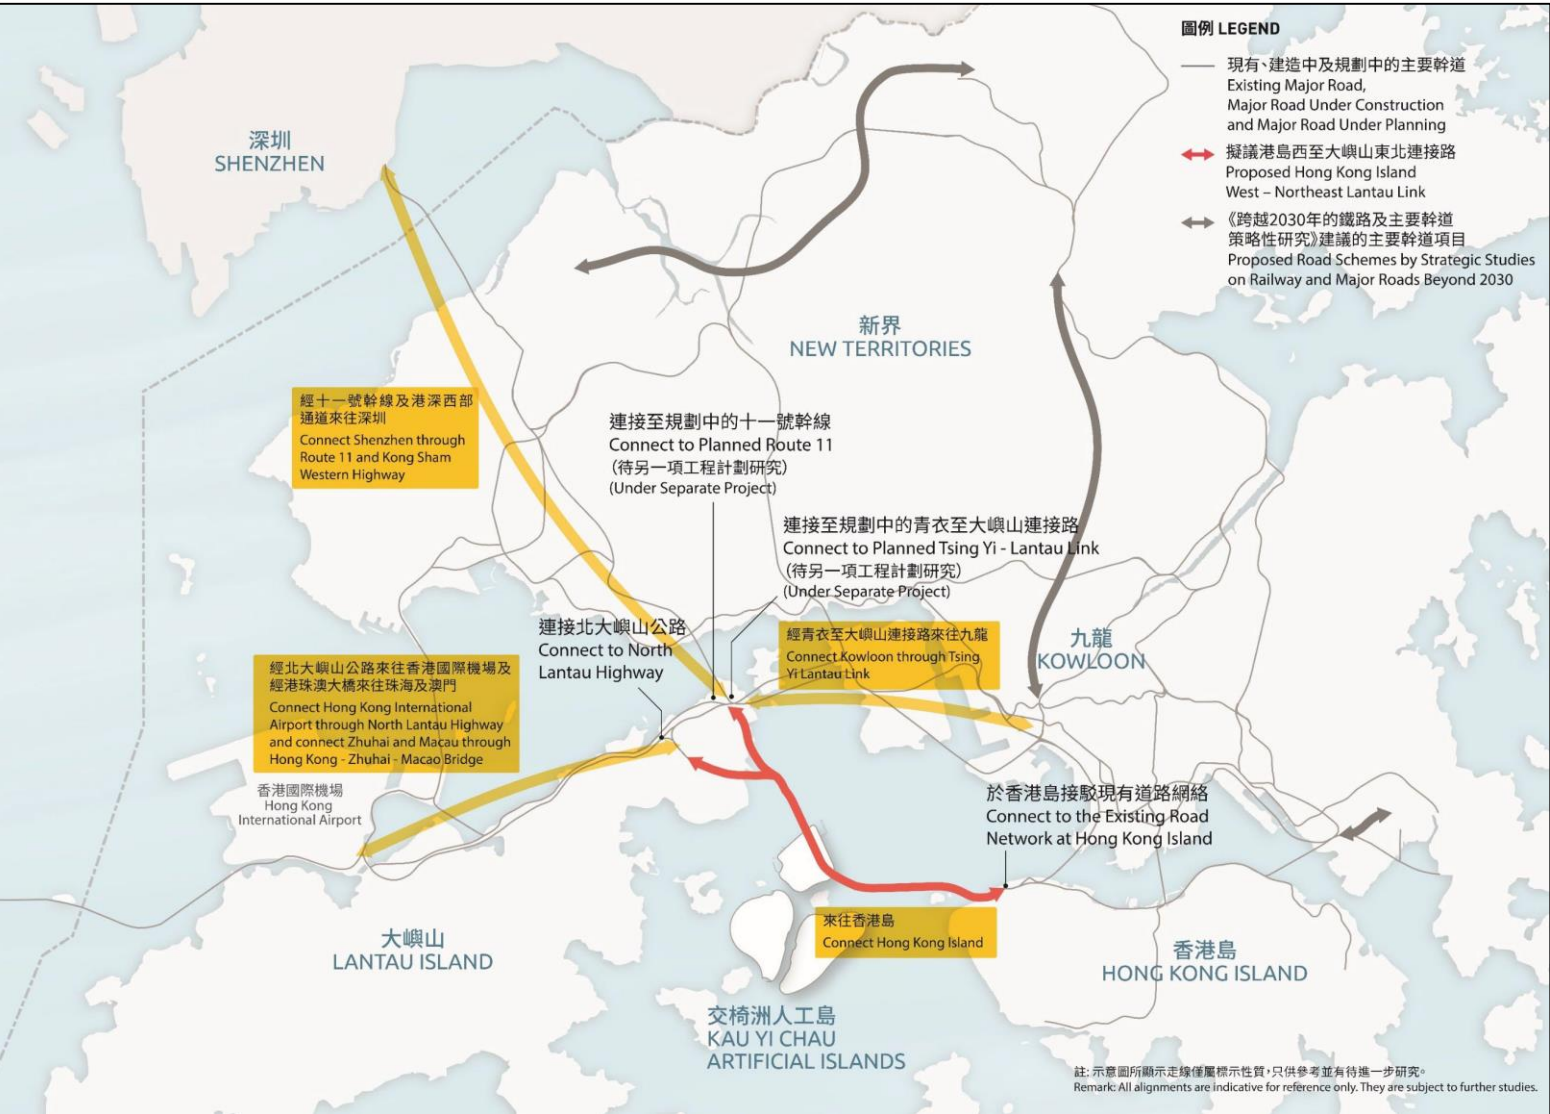 圖例 LEGEND
現有、建造中及規劃中的主要幹道
Existing Major Road,
Major Road Under Construction
and Major Road Under Planning
擬議港島西至大嶼山東北連接路
Proposed Hong Kong Island
West – Northeast Lantau Link
《跨越2030年的鐵路及主要幹道
策略性研究》建議的主要幹道項目
Proposed Road Schemes by Strategic Studies
on Railway and Major Roads Beyond 2030
深圳
SHENZHEN
新界
NEW TERRITORIES
經十一號幹線及港深西部
通道來往深圳
Connect Shenzhen through
Route 11 and Kong Sham
Western Highway
連接至規劃中的十一號幹線
Connect to Planned Route 11
(待另一項工程計劃研究)
(Under Separate Project)
連接至規劃中的青衣至大嶼山連接路
Connect to Planned Tsing Yi - Lantau Link
(待另一項工程計劃研究)
(Under Separate Project)
連接北大嶼山公路
Connect to North
Lantau Highway
經青衣至大嶼山連接路來往九龍
Connect Kowloon through Tsing
Yi Lantau Link
九龍
KOWLOON
經北大嶼山公路來往香港國際機場及
經港珠澳大橋來往珠海及澳門
Connect Hong Kong International
Airport through North Lantau Highway
and connect Zhuhai and Macau through
Hong Kong - Zhuhai - Macao Bridge
香港國際機場
Hong Kong
International Airport
於香港島接駁現有道路網絡
Connect to the Existing Road
Network at Hong Kong Island
來往香港島
Connect Hong Kong Island
大嶼山
LANTAU ISLAND
香港島
HONG KONG ISLAND
交椅洲人工島
KAU YI CHAU
ARTIFICIAL ISLANDS
註: 示意圖所顯示走線僅屬標示性質,只供參考並有待進一步研究。
Remark: All alignments are indicative for reference only. They are subject to further studies.